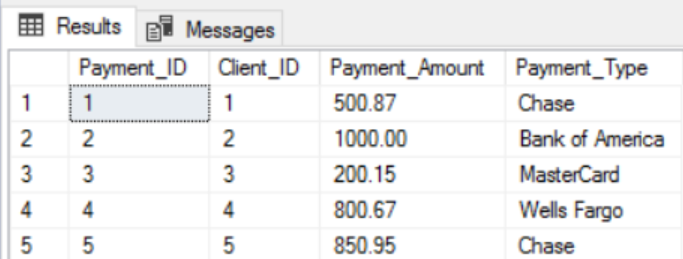 Results Messages
Payment_ID Client_ID Payment_Amount Payment_Type
1 1 1 500.87 Chase
2 2 2 1000.00 Bank of America
3 3 3 200.15 MasterCard
4 4 4 800.67 Wells Fargo
5 5 5 850.95 Chase